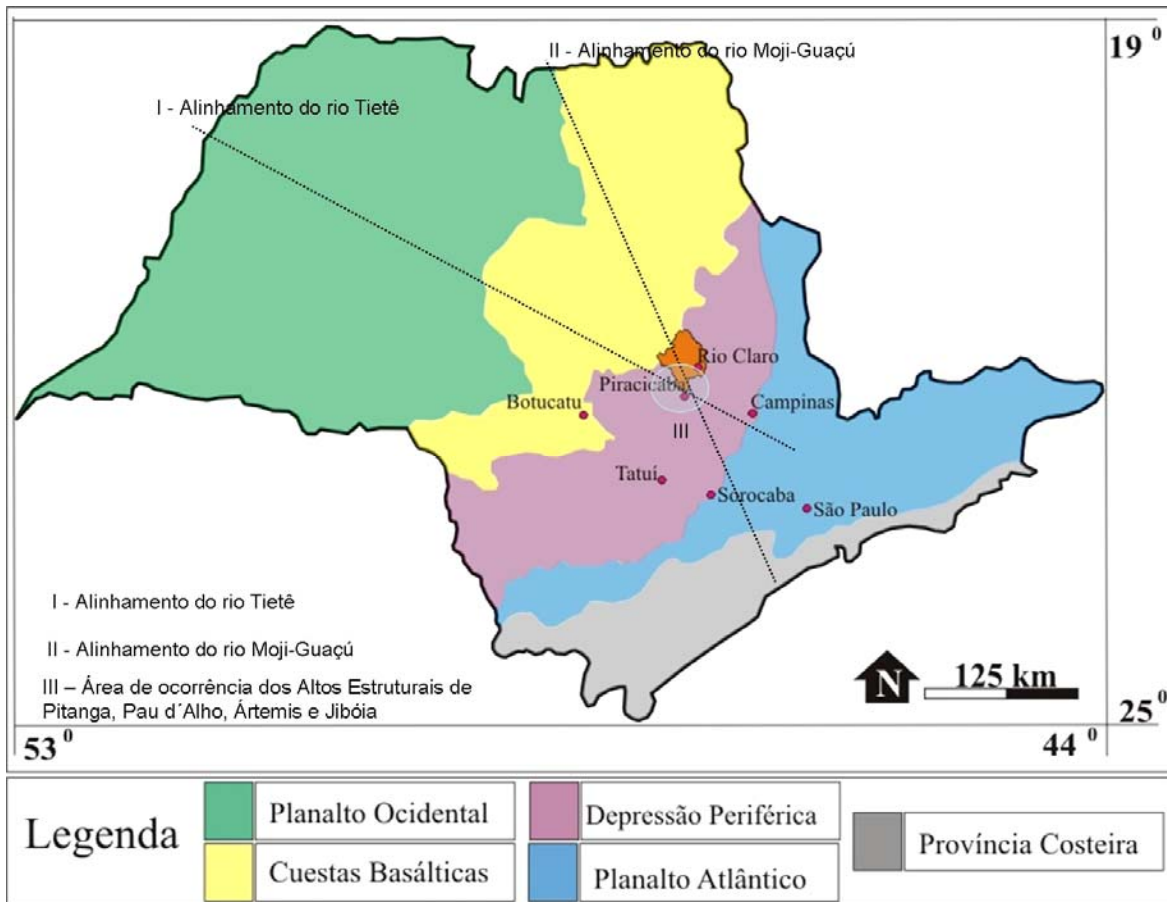 19⁰
II - Alinhamento do rio Moji-Guaçú
I - Alinhamento do rio Tietê
Rio Claro
Piracicaba
Botucatu
Campinas
III
Tatuí
Sorocaba
São Paulo
I - Alinhamento do rio Tietê
II - Alinhamento do rio Moji-Guaçú
III – Área de ocorrência dos Altos Estruturais de
Pitanga, Pau d´Alho, Ártemis e Jibóia
N
125 km
25⁰
53⁰
44⁰
Legenda
Planalto Ocidental
Depressão Periférica
Província Costeira
Cuestas Basálticas
Planalto Atlântico